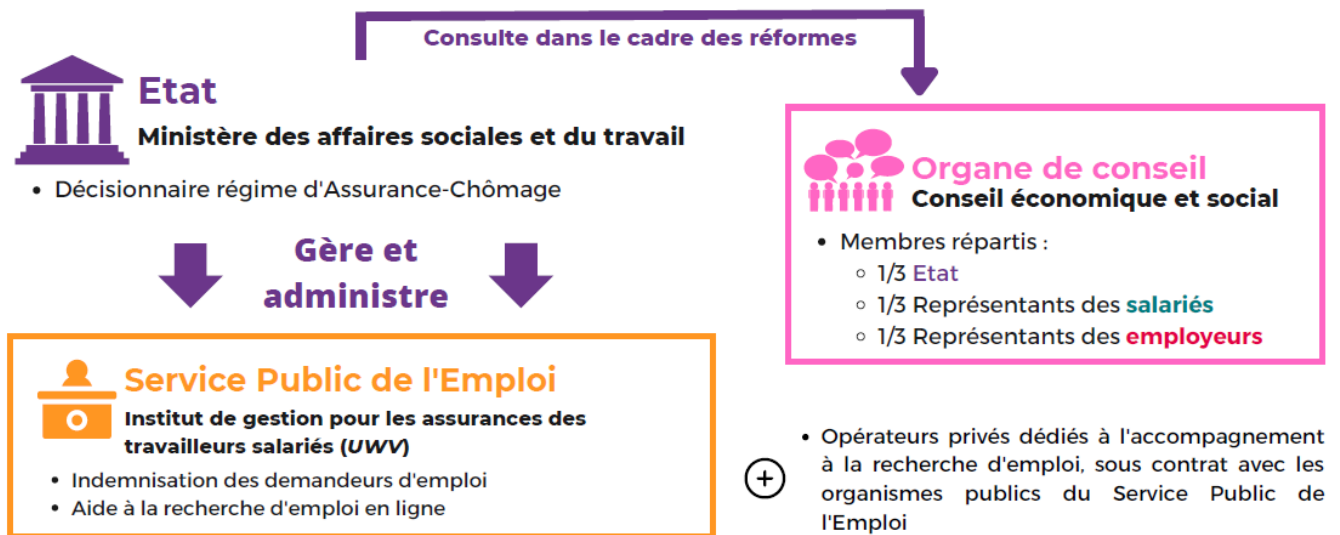 Consulte dans le cadre des réformes
Etat
Ministère des affaires sociales et du travail
• Décisionnaire régime d'Assurance-Chômage
Gère et
administre
Organe de conseil
Conseil économique et social
• Membres répartis :
◦ 1/3 Etat
◦ 1/3 Représentants des salariés
◦ 1/3 Représentants des employeurs
Service Public de l'Emploi
Institut de gestion pour les assurances des
travailleurs salariés (UWV)
• Indemnisation des demandeurs d'emploi
• Aide à la recherche d'emploi en ligne
• Opérateurs privés dédiés à l'accompagnement
à la recherche d'emploi, sous contrat avec les
organismes publics du Service Public de
l'Emploi